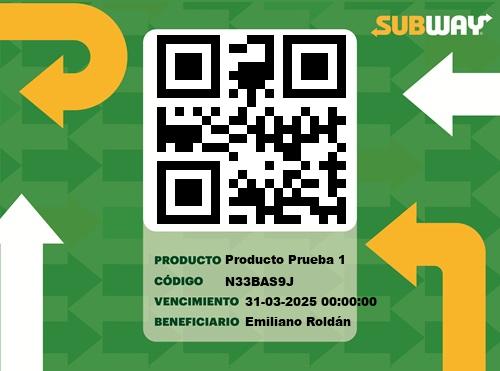 SUBWAY
PRODUCTO Producto Prueba 1
CÓDIGO N33BAS9J
VENCIMIENTO 31-03-2025 00:00:00
BENEFICIARIO Emiliano Roldán